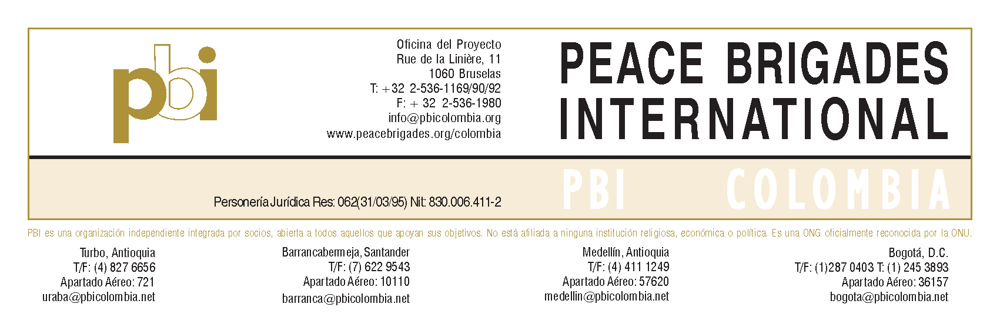 pbi
Oficina del Proyecto
Rue de la Linière, 11
1060 Bruselas
T: +32 2-536-1169/90/92
F: + 32 2-536-1980
info@pbicolombia.org
www.peacebrigades.org/colombia
PEACE BRIGADES
INTERNATIONAL
Personería Jurídica Res: 062(31/03/95) Nit: 830.006.411-2
PBI COLOMBIA
PBI es una organización independiente integrada por socios, abierta a todos aquellos que apoyan sus objetivos. No está afiliada a ninguna institución religiosa, económica o política. Es una ONG oficialmente reconocida por la ONU.
Turbo, Antioquia
T/F: (4) 827 6656
Apartado Aéreo: 721
uraba@pbicolombia.net
Barrancabermeja, Santander
T/F: (7) 622 9543
Apartado Aéreo: 10110
barranca@pbicolombia.net
Medellín, Antioquia
T/F: (4) 411 1249
Apartado Aéreo: 57620
medellin@pbicolombia.net
Bogotá, D.C.
T/F: (1)287 0403 T: (1) 245 3893
Apartado Aéreo: 36157
bogota@pbicolombia.net